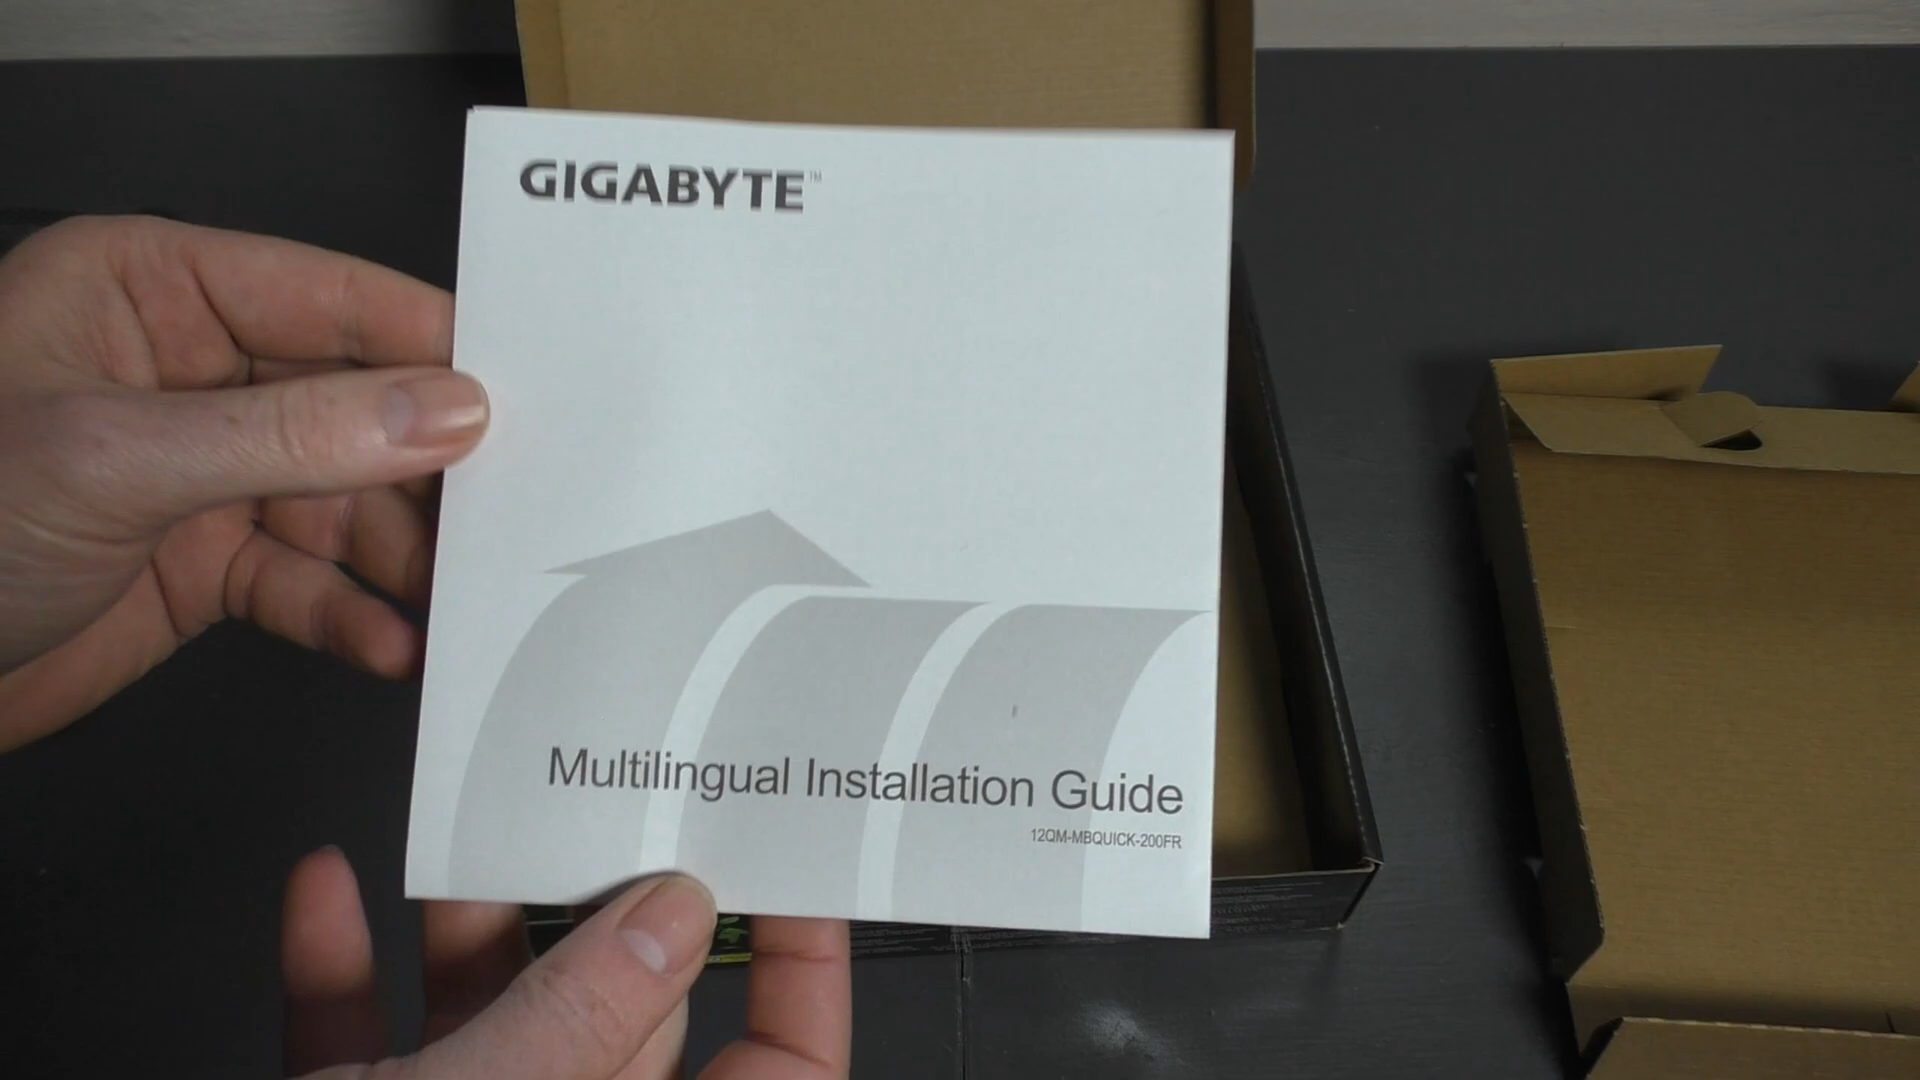 GIGABYTE™
Multilingual Installation Guide
12QM-MBQUICK-200FR